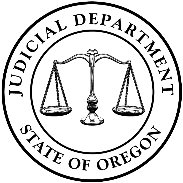 JUDICIAL DEPARTMENT
STATE OF OREGON